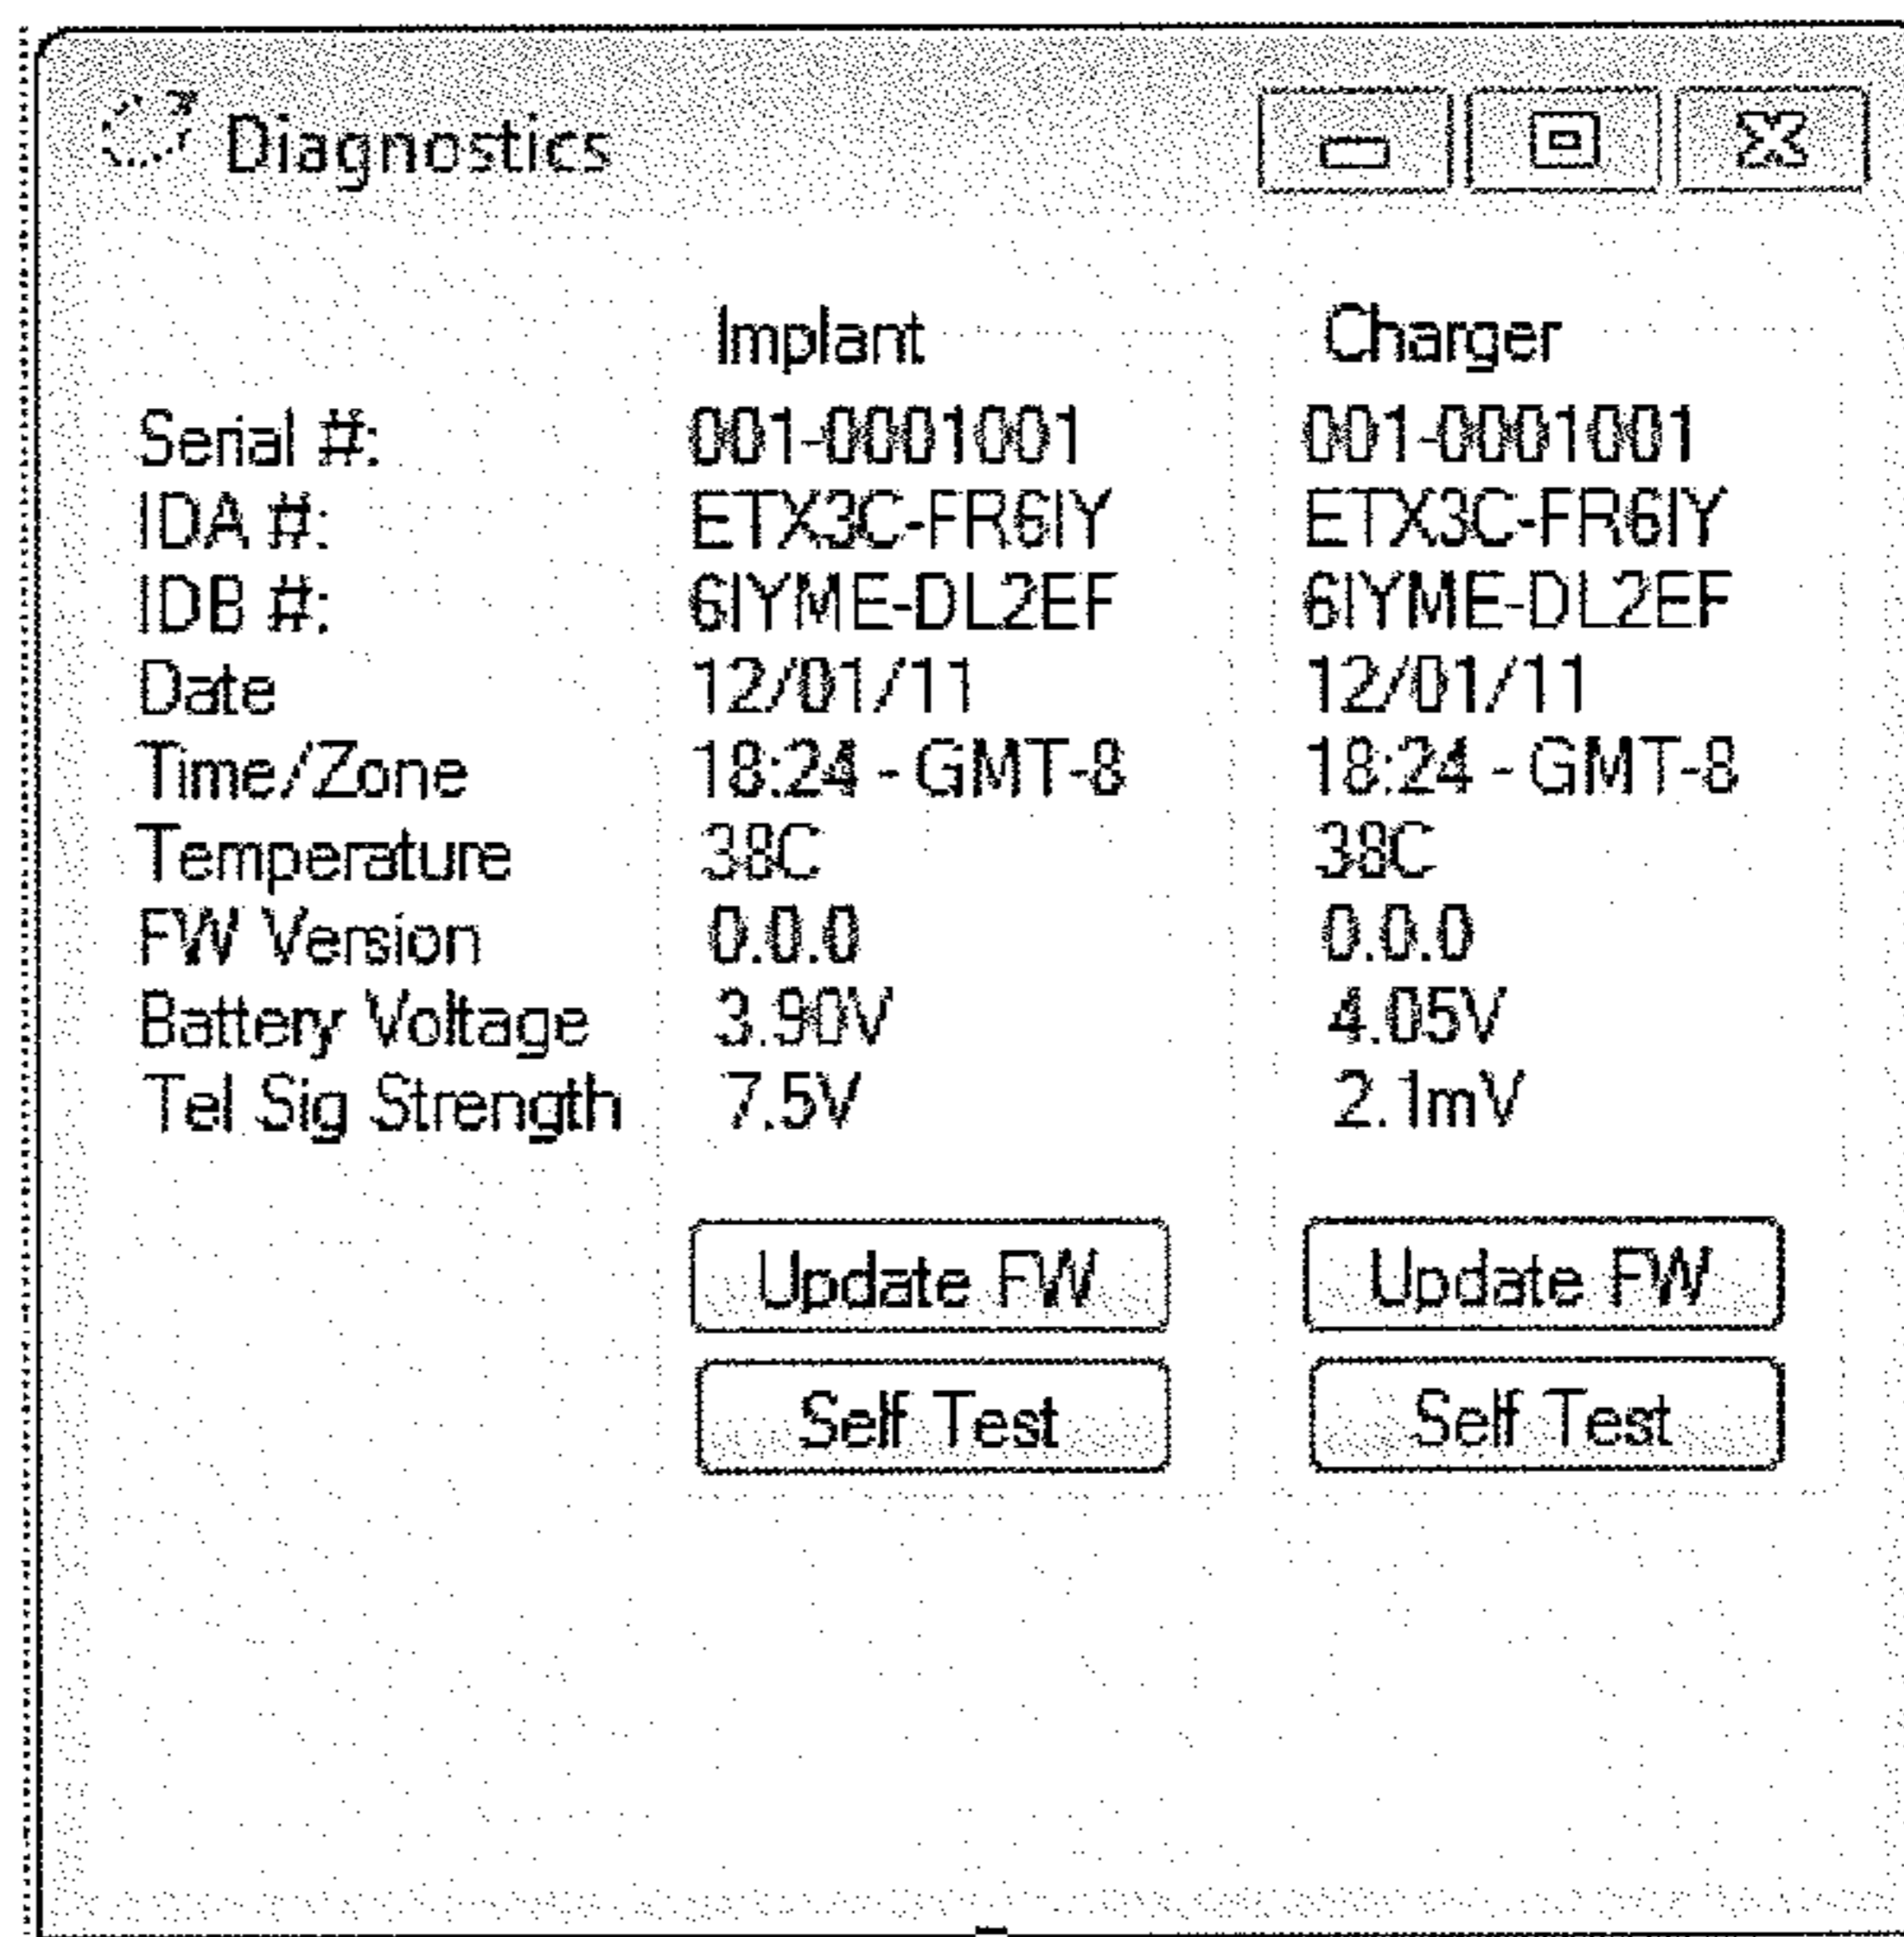 Diagnostics
Implant Charger
Serial #: 001-0001001 001-0001001
IDA #: ETX3C-FR6IY ETX3C-FR6IY
IDB #: 6IYME-DL2EF 6IYME-DL2EF
Date 12/01/11 12/01/11
Time/Zone 18:24 - GMT-8 18:24 - GMT-8
Temperature 38C 38C
FW Version 0.0.0 0.0.0
Battery Voltage 3.90V 4.05V
Tel Sig Strength 7.5V 2.1mV
Update FW Update FW
Self Test Self Test